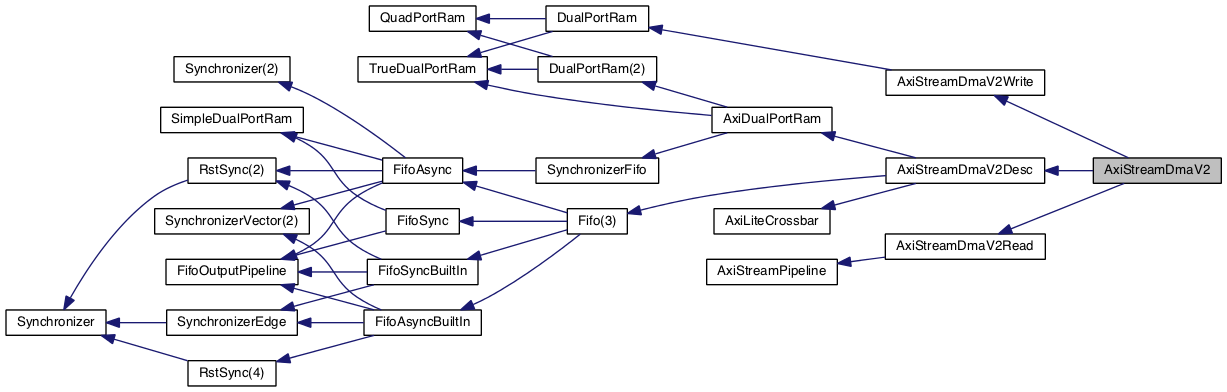 QuadPortRam
DualPortRam
Synchronizer(2)
TrueDualPortRam
DualPortRam(2)
AxiStreamDmaV2Write
SimpleDualPortRam
AxiDualPortRam
RstSync(2)
FifoAsync
SynchronizerFifo
AxiStreamDmaV2Desc
AxiStreamDmaV2
SynchronizerVector(2)
FifoSync
Fifo(3)
AxiLiteCrossbar
AxiStreamDmaV2Read
FifoOutputPipeline
FifoSyncBuiltIn
AxiStreamPipeline
Synchronizer
SynchronizerEdge
FifoAsyncBuiltIn
RstSync(4)